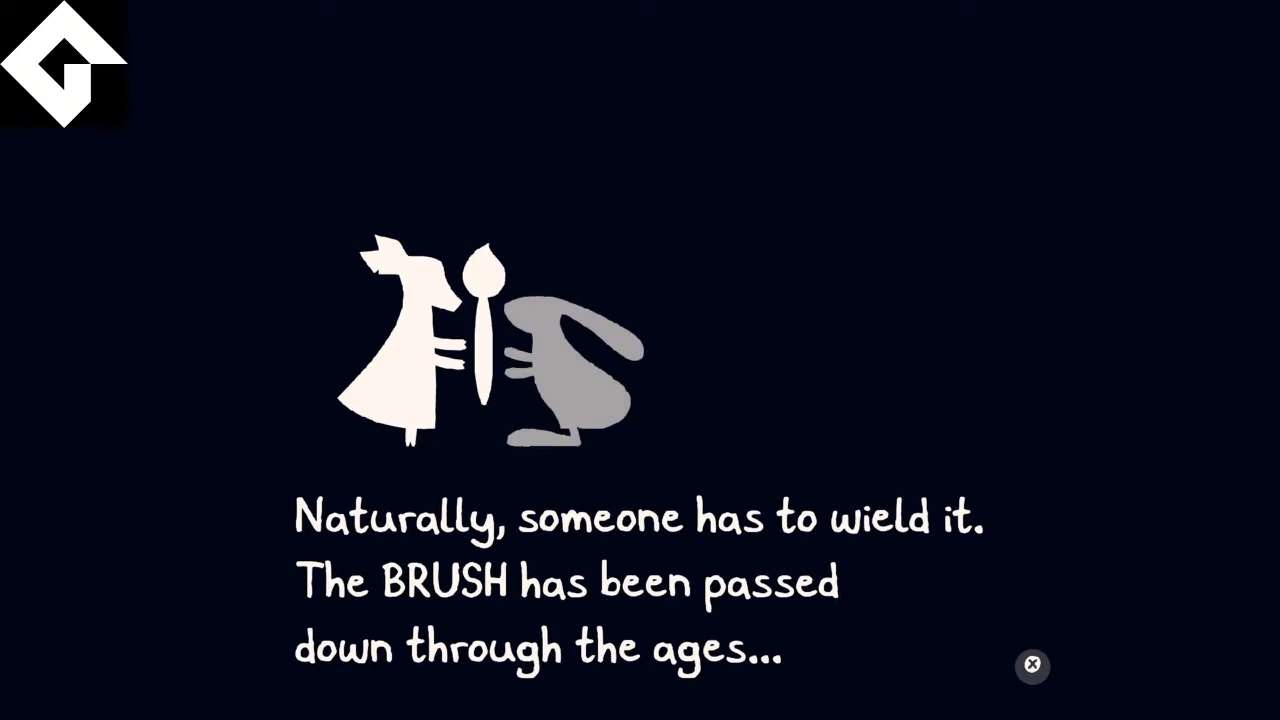 Naturally, someone has to wield it.
The BRUSH has been passed
down through the ages...